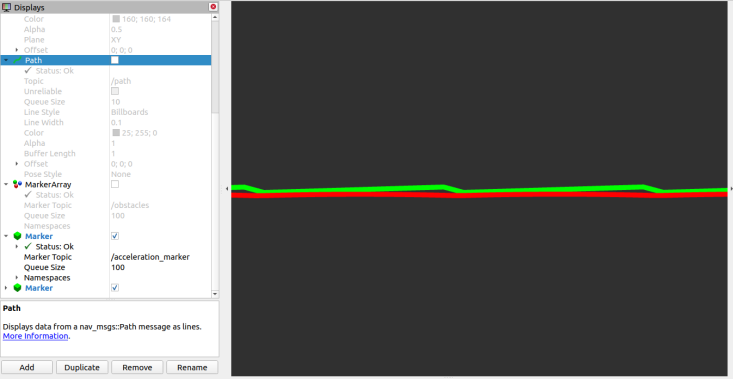 Displays
Color 160; 160; 164
Alpha 0.5
Plane XY
Offset 0; 0; 0
Path
Status: Ok
Topic /path
Unreliable
Queue Size 10
Line Style Billboards
Line Width 0.1
Color 25; 255; 0
Alpha 1
Buffer Length 1
Offset 0; 0; 0
Pose Style None
MarkerArray
Status: Ok
Marker Topic /obstacles
Queue Size 100
Namespaces
Marker
Status: Ok
Marker Topic /acceleration_marker
Queue Size 100
Namespaces
Marker
Path
Displays data from a nav_msgs::Path message as lines.
More Information.
Add Duplicate Remove Rename